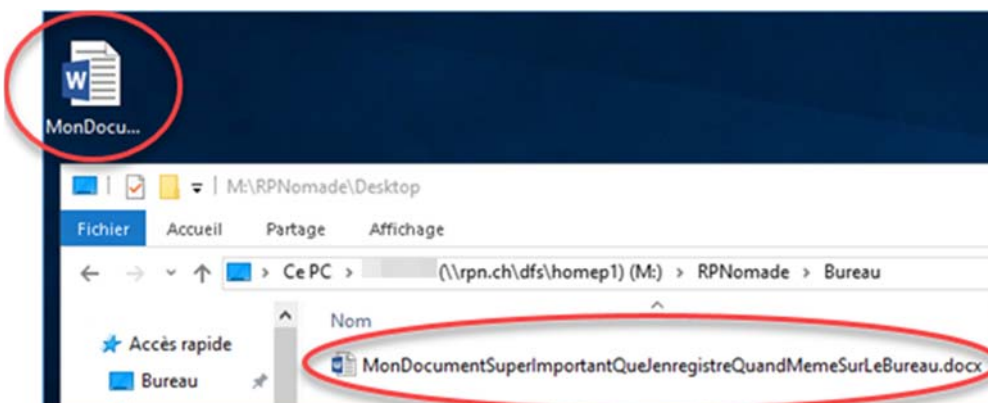 W
MonDocu...
M:\RPNomade\Desktop
Fichier Accueil Partage Affichage
Ce PC > (\\rpn.ch\dfs\homep1) (M:) > RPNomade > Bureau
Nom
Accès rapide
MonDocumentSuperImportantQueJenregistreQuandMemeSurLeBureau.docx
Bureau